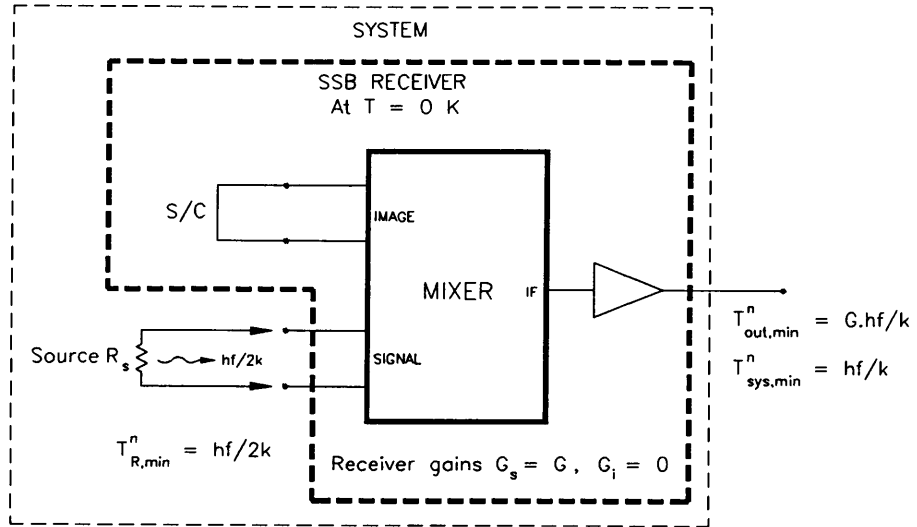 SYSTEM
SSB RECEIVER
At T = 0 K
S/C
IMAGE
MIXER
IF
Source R_s
hf/2k
SIGNAL
T^n_out,min = G.hf/k
T^n_sys,min = hf/k
T^n_R,min = hf/2k
Receiver gains G_s = G , G_i = 0